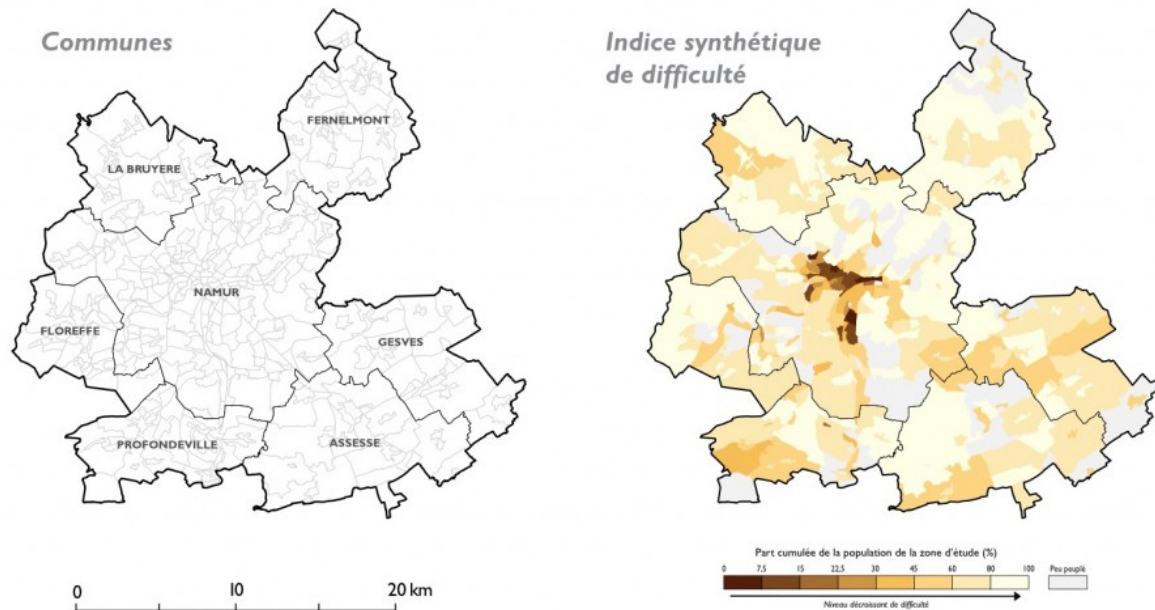 Communes
FERNELMONT
LA BRUYERE
NAMUR
FLOREFFE
GESVES
PROFONDEVILLE
ASSESSE
0 10 20 km
Indice synthétique
de difficulté
Part cumulée de la population de la zone d'étude (%)
0 7,5 15 22,5 30 45 60 80 100
Peu peuplé
Niveau décroissant de difficulté